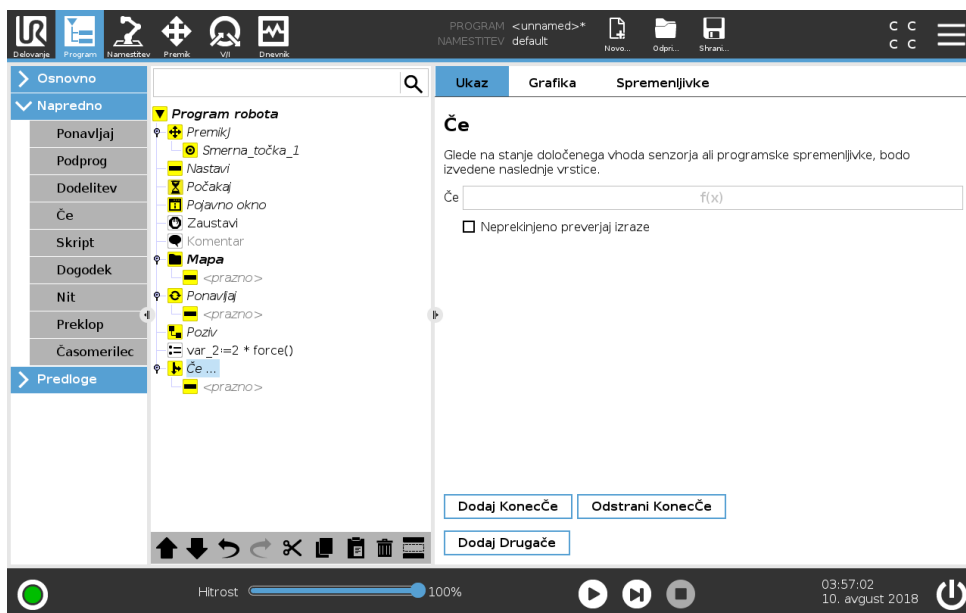 UR
PROGRAM <unnamed>*
NAMESTITEV default
C C
C C
Delovanje Program Namestitev Premik V/I Dnevnik
Novo... Odpri... Shrani...
Osnovno
Napredno
Ponavljaj
Podprog
Dodelitev
Če
Skript
Dogodek
Nit
Preklop
Časomerilec
Predloge
Program robota
PremikJ
Smerna_točka_1
Nastavi
Počakaj
Pojavno okno
Zaustavi
Komentar
Mapa
<prazno>
Ponavljaj
<prazno>
Poziv
var_2:=2 * force()
Če ...
<prazno>
Ukaz Grafika Spremenljivke
Če
Glede na stanje določenega vhoda senzorja ali programske spremenljivke, bodo
izvedene naslednje vrstice.
Če f(x)
Neprekinjeno preverjaj izraze
Dodaj KonecČe Odstrani KonecČe
Dodaj Drugače
Hitrost 100%
03:57:02
10. avgust 2018